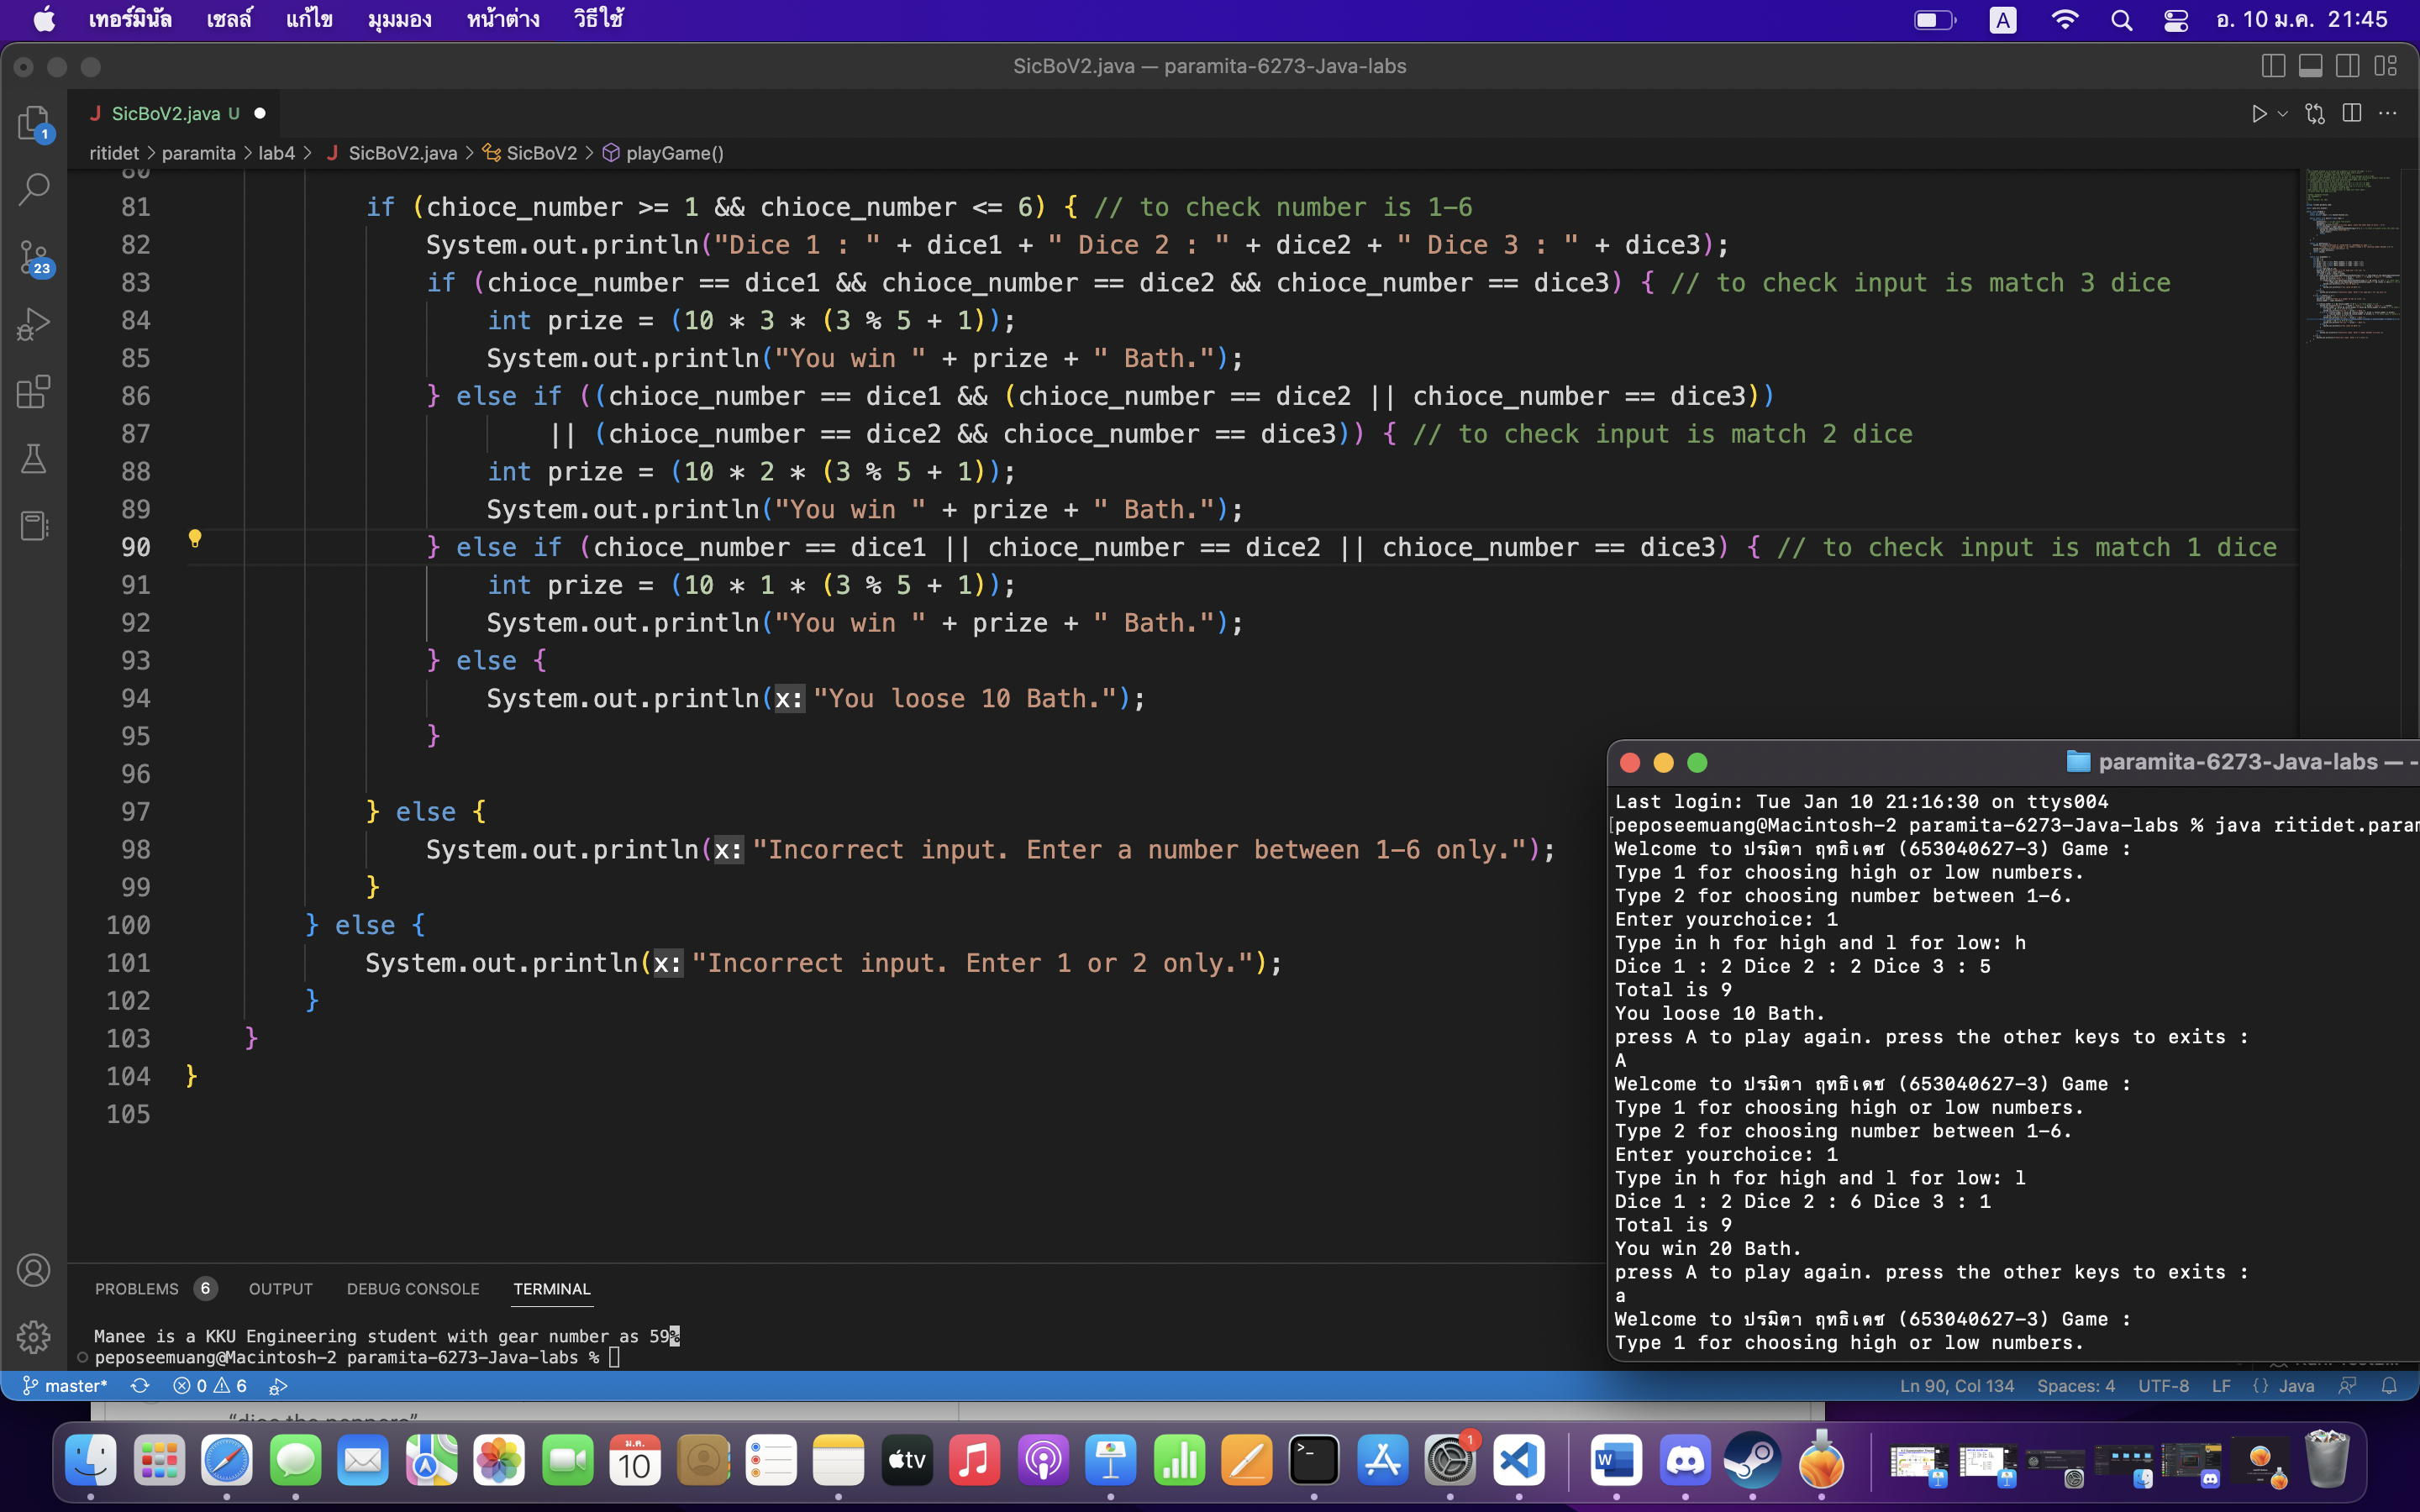 เทอร์มินัล เชลล์ แก้ไข มุมมอง หน้าต่าง วิธีใช้ A อ. 10 ม.ค. 21:45
SicBoV2.java — paramita-6273-Java-labs
1
J SicBoV2.java U
ritidet > paramita > lab4 > J SicBoV2.java > SicBoV2 > playGame()
80
81 if (chioce_number >= 1 && chioce_number <= 6) { // to check number is 1-6
82 System.out.println("Dice 1 : " + dice1 + " Dice 2 : " + dice2 + " Dice 3 : " + dice3);
23
83 if (chioce_number == dice1 && chioce_number == dice2 && chioce_number == dice3) { // to check input is match 3 dice
84 int prize = (10 * 3 * (3 % 5 + 1));
85 System.out.println("You win " + prize + " Bath.");
86 } else if ((chioce_number == dice1 && (chioce_number == dice2 || chioce_number == dice3))
87 || (chioce_number == dice2 && chioce_number == dice3)) { // to check input is match 2 dice
88 int prize = (10 * 2 * (3 % 5 + 1));
89 System.out.println("You win " + prize + " Bath.");
90 } else if (chioce_number == dice1 || chioce_number == dice2 || chioce_number == dice3) { // to check input is match 1 dice
91 int prize = (10 * 1 * (3 % 5 + 1));
92 System.out.println("You win " + prize + " Bath.");
93 } else {
94 System.out.println(x: "You loose 10 Bath.");
95 }
96
97 } else {
98 System.out.println(x: "Incorrect input. Enter a number between 1-6 only.");
99 }
100 } else {
101 System.out.println(x: "Incorrect input. Enter 1 or 2 only.");
102 }
103 }
104 }
105
PROBLEMS 6 OUTPUT DEBUG CONSOLE TERMINAL
Manee is a KKU Engineering student with gear number as 59%
peposeemuang@Macintosh-2 paramita-6273-Java-labs %
paramita-6273-Java-labs — -
Last login: Tue Jan 10 21:16:30 on ttys004
[peposeemuang@Macintosh-2 paramita-6273-Java-labs % java ritidet.param
Welcome to ปรมิตา ฤทธิเดช (653040627-3) Game :
Type 1 for choosing high or low numbers.
Type 2 for choosing number between 1-6.
Enter yourchoice: 1
Type in h for high and l for low: h
Dice 1 : 2 Dice 2 : 2 Dice 3 : 5
Total is 9
You loose 10 Bath.
press A to play again. press the other keys to exits :
A
Welcome to ปรมิตา ฤทธิเดช (653040627-3) Game :
Type 1 for choosing high or low numbers.
Type 2 for choosing number between 1-6.
Enter yourchoice: 1
Type in h for high and l for low: l
Dice 1 : 2 Dice 2 : 6 Dice 3 : 1
Total is 9
You win 20 Bath.
press A to play again. press the other keys to exits :
a
Welcome to ปรมิตา ฤทธิเดช (653040627-3) Game :
Type 1 for choosing high or low numbers.
master* 0 6 Ln 90, Col 134 Spaces: 4 UTF-8 LF {} Java
“dice the peppers”
ม.ค.
10
tv
1
W